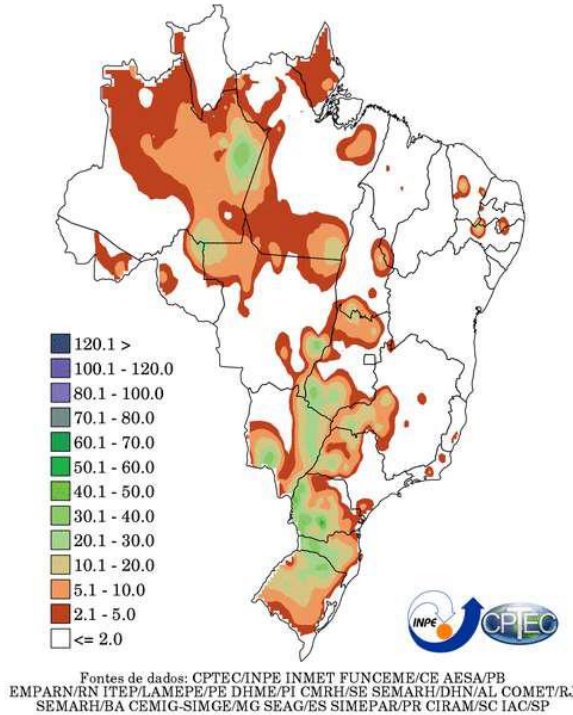 120.1 >
100.1 - 120.0
80.1 - 100.0
70.1 - 80.0
60.1 - 70.0
50.1 - 60.0
40.1 - 50.0
30.1 - 40.0
20.1 - 30.0
10.1 - 20.0
5.1 - 10.0
2.1 - 5.0
<= 2.0
INPE
CPTEC
Fontes de dados: CPTEC/INPE INMET FUNCEME/CE AESA/PB
EMPARN/RN ITEP/LAMEPE/PE DHME/PI CMRH/SE SEMARH/DHN/AL COMET/RJ
SEMARH/BA CEMIG-SIMGE/MG SEAG/ES SIMEPAR/PR CIRAM/SC IAC/SP